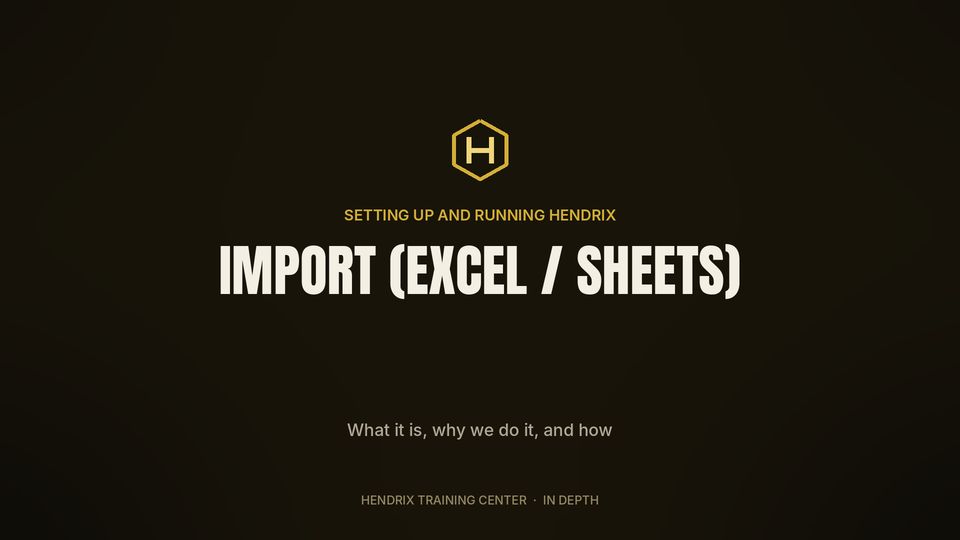 H
SETTING UP AND RUNNING HENDRIX
IMPORT (EXCEL / SHEETS)
What it is, why we do it, and how
HENDRIX TRAINING CENTER · IN DEPTH